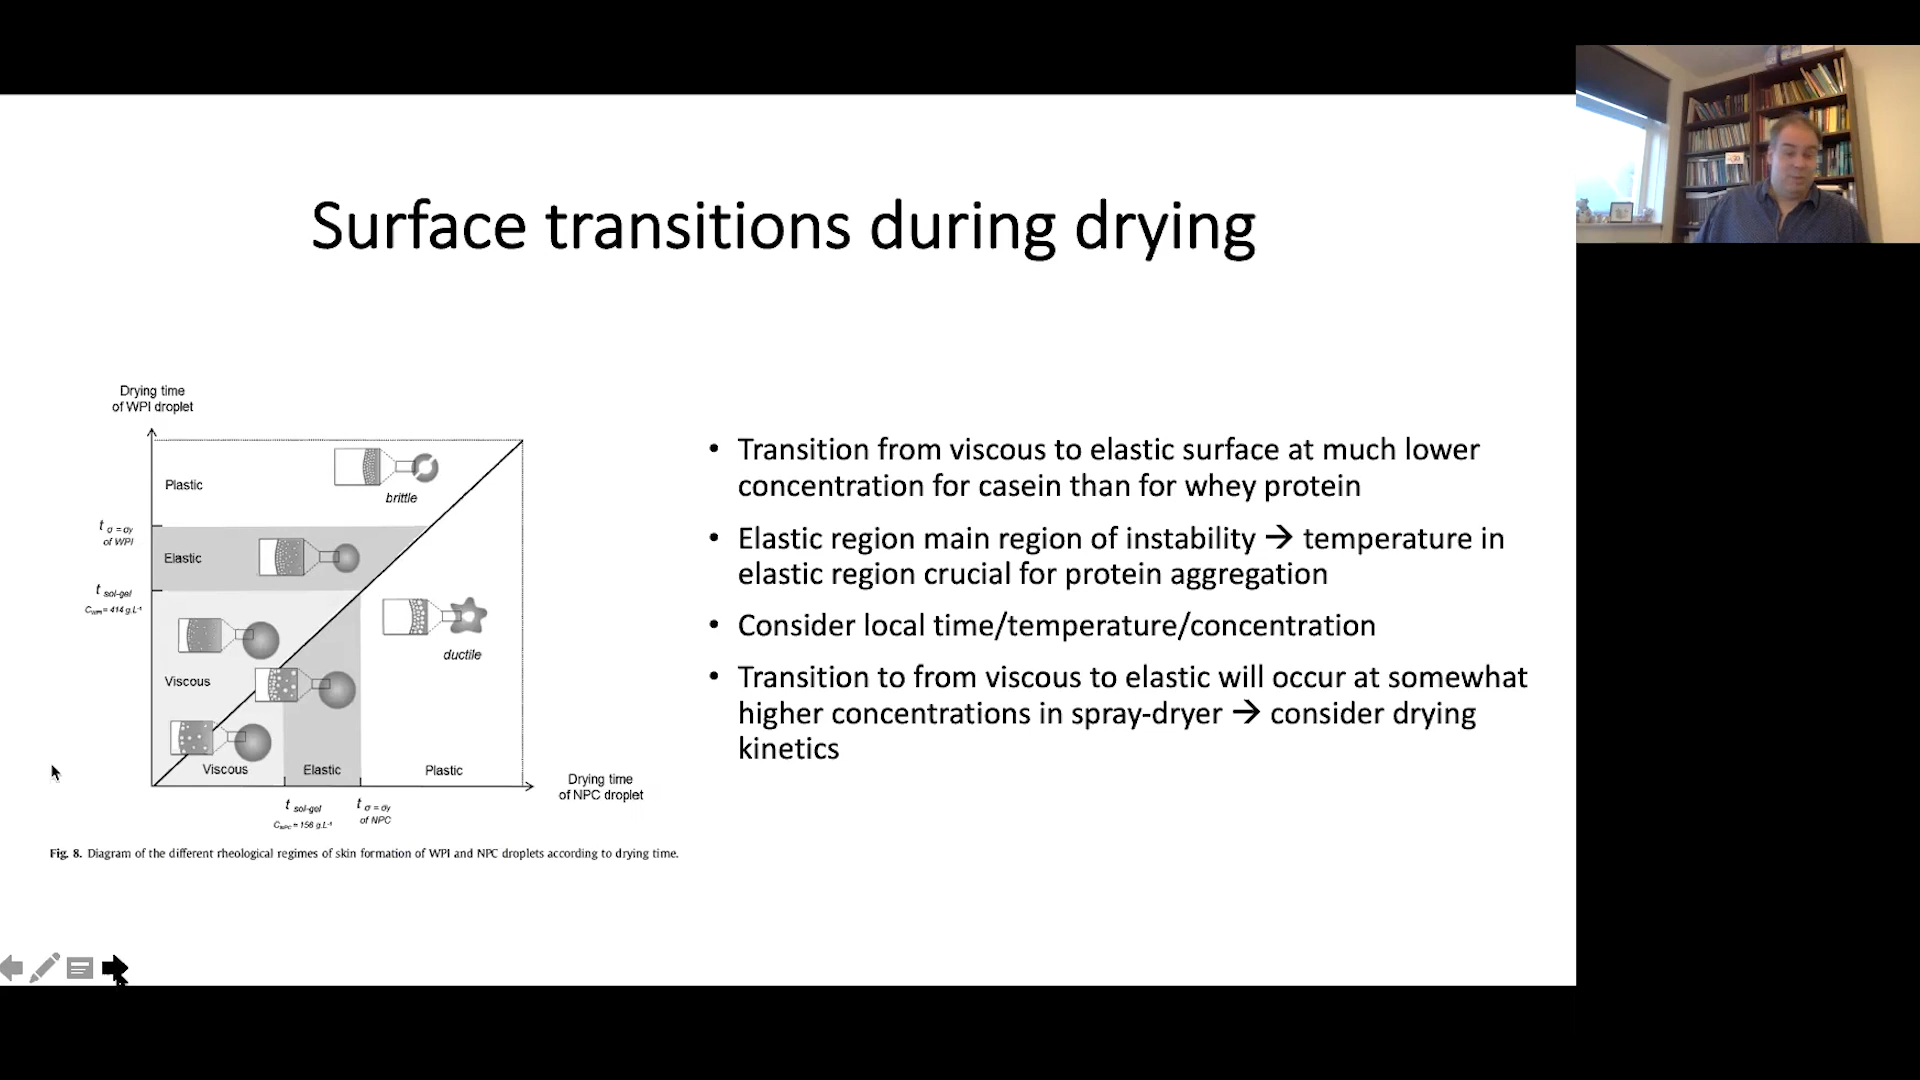 Surface transitions during drying
Drying time
of WPI droplet
Plastic
brittle
t σ = σy
of WPI
Elastic
t sol-gel
C_WPI = 414 g.L-1
ductile
Viscous
Viscous
Elastic
Plastic
Drying time
of NPC droplet
t sol-gel
C_NPC = 156 g.L-1
t σ = σy
of NPC
Fig. 8. Diagram of the different rheological regimes of skin formation of WPI and NPC droplets according to drying time.
• Transition from viscous to elastic surface at much lower
concentration for casein than for whey protein
• Elastic region main region of instability → temperature in
elastic region crucial for protein aggregation
• Consider local time/temperature/concentration
• Transition to from viscous to elastic will occur at somewhat
higher concentrations in spray-dryer → consider drying
kinetics